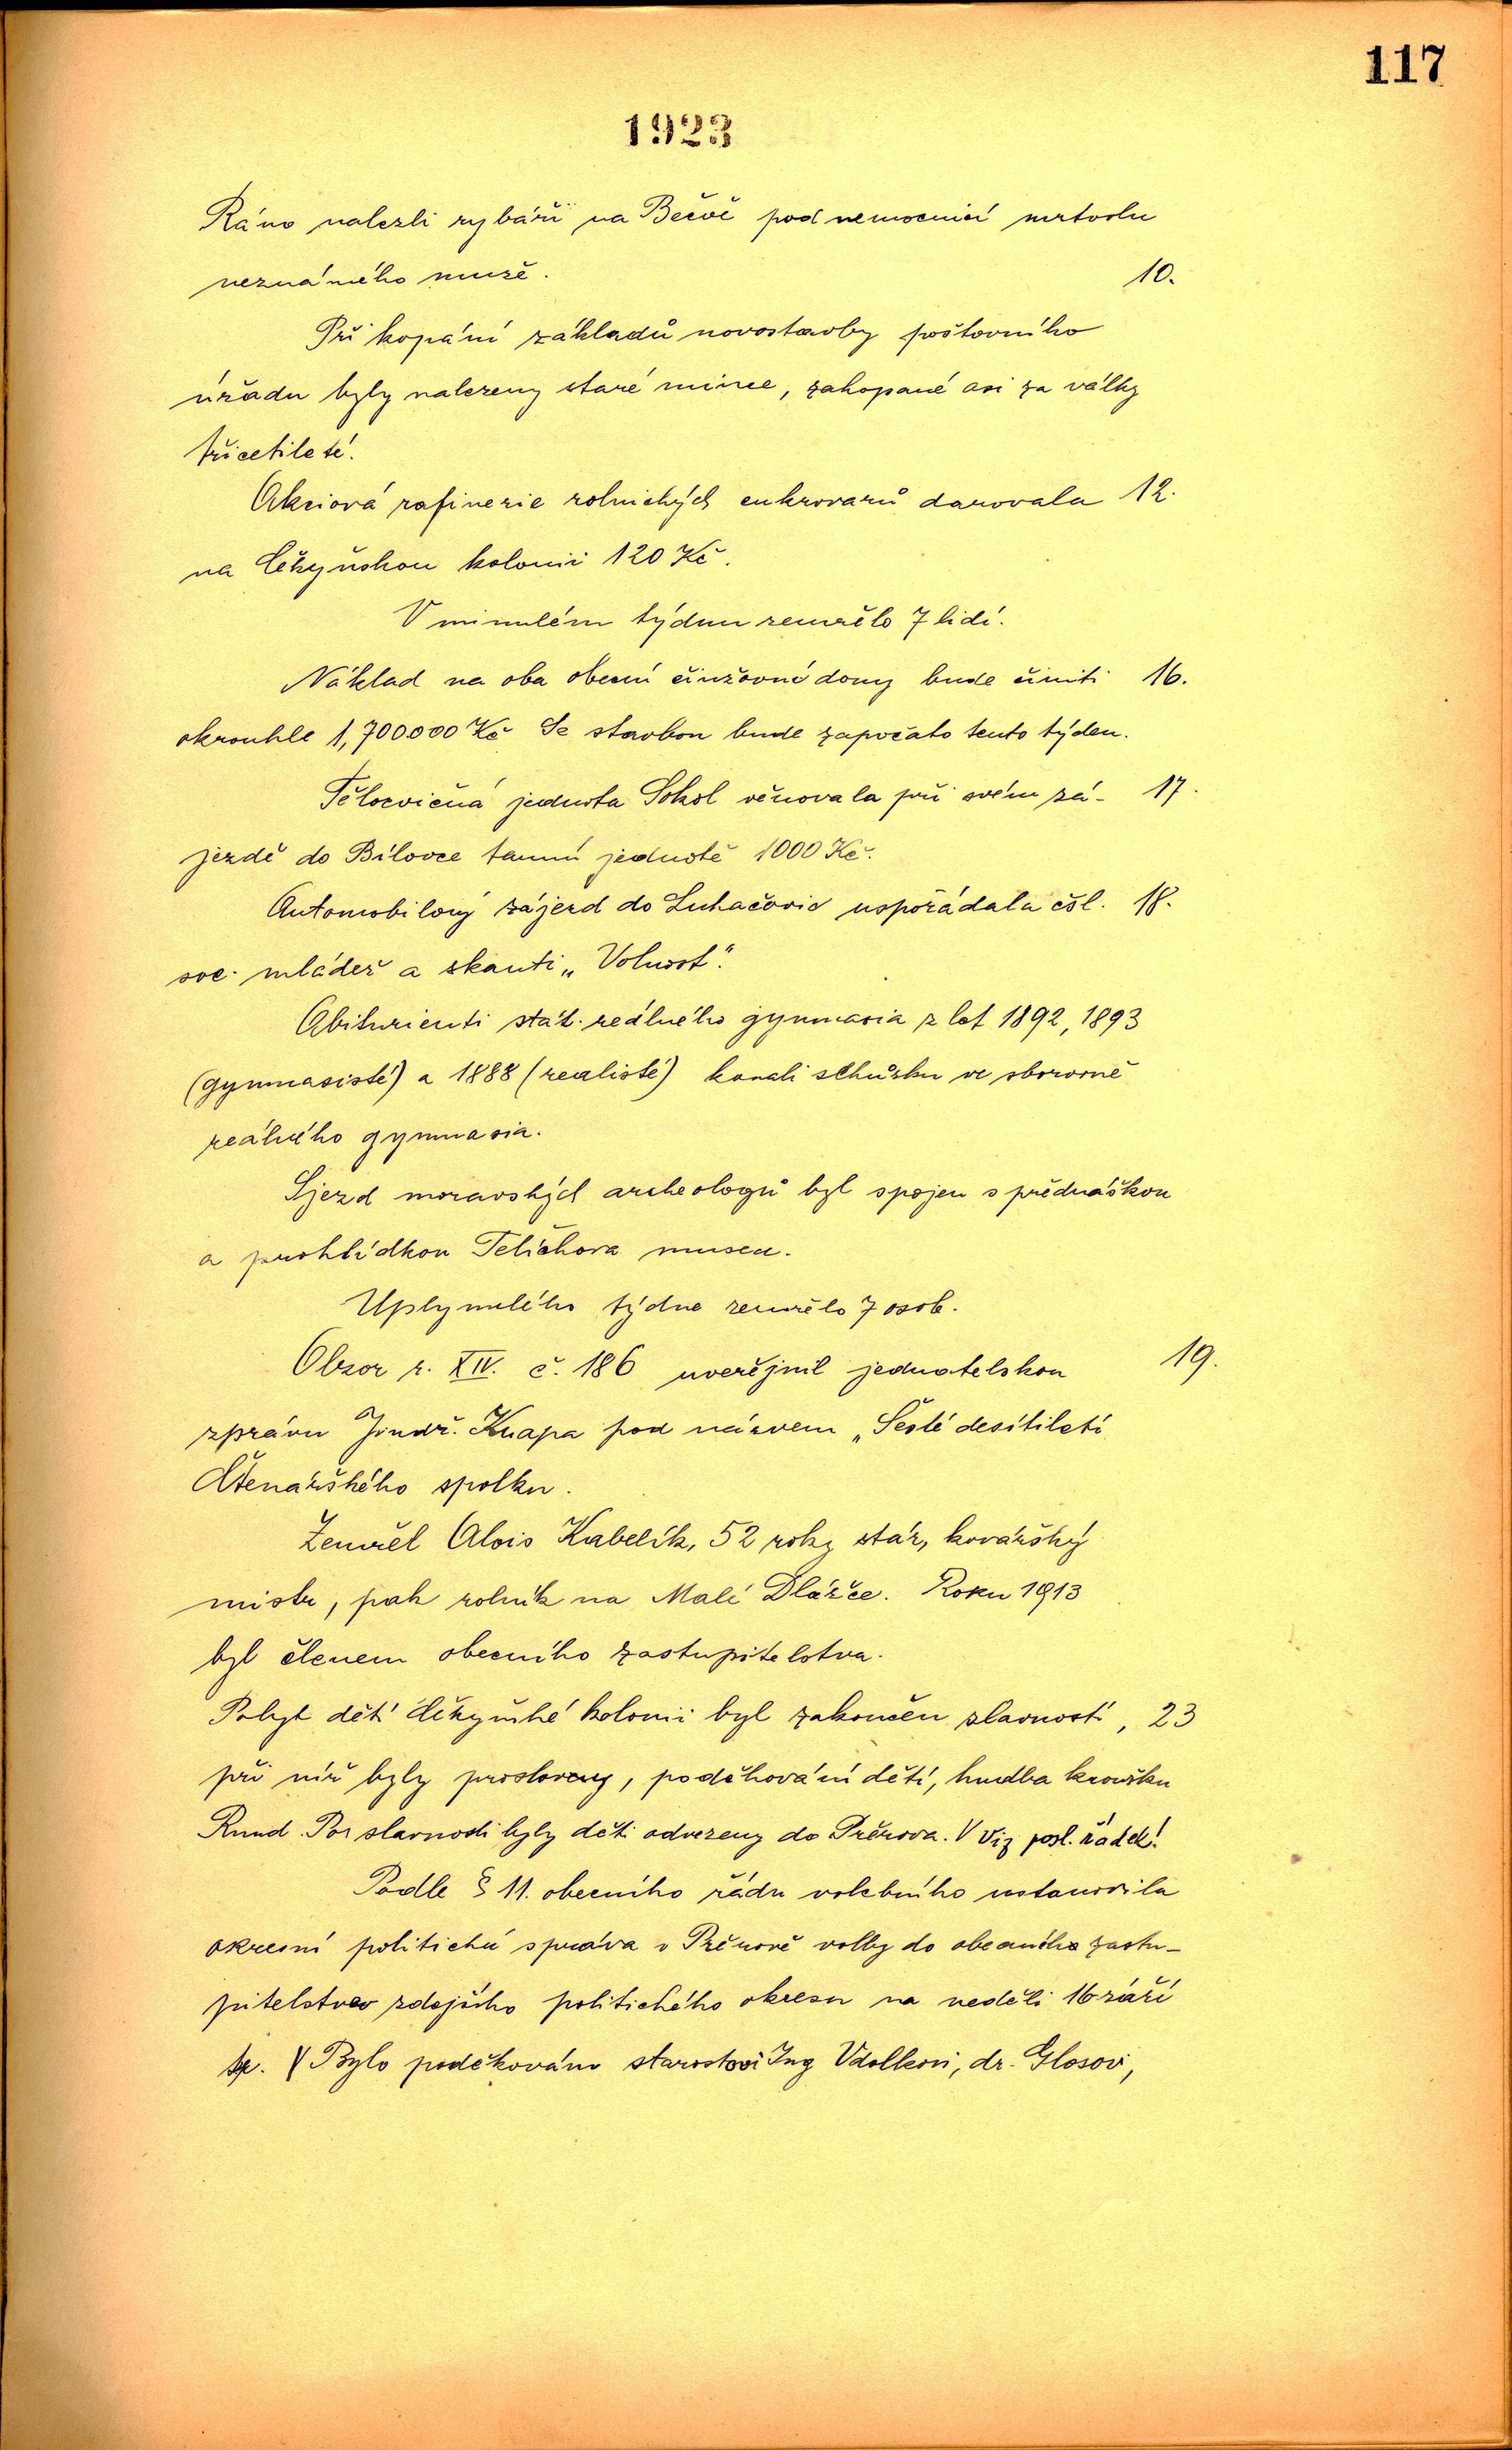 117
1923
Ráno nalezli rybáři na Bečvě pod nemocnicí mrtvolu
neznámého muže. 10.
Při kopání základů novostavby poštovního
úřadu byly nalezeny staré mince, zakopané asi za války
třicetileté.
Akciová rafinerie rolnických cukrovarů darovala 12.
na Čekyňskou kolonii 120 Kč.
V minulém týdnu zemřelo 7 lidí.
Náklad na oba obecní činžovní domy bude činiti 16.
okrouhle 1,700000 Kč Se stavbou bude započato tento týden.
Tělocvičná jednota Sokol věnovala při svém zá- 17.
jezdě do Bílovce tamní jednotě 1000 Kč.
Automobilový zájezd do Luhačovic uspořádala čsl. 18.
soc. mládež a skauti „Volnost".
Abiturienti stát. reálného gymnasia z let 1892, 1893
(gymnasisté) a 1888 (realisté) konali schůzku ve sborovně
reálného gymnasia.
Sjezd moravských archeologů byl spojen s přednáškou
a prohlídkou Teličkova musea.
Uplynulého týdne zemřelo 7 osob.
Obzor r. XIV. č. 186 uveřejnil jednatelskou 19.
zprávu Jindř. Knapa pod názvem „Šesté desítiletí
Čtenářského spolku.
Zemřel Alois Kabelík, 52 roky stár, kovářský
mistr, pak rolník na Malé Dlážce. Roku 1913
byl členem obecního zastupitelstva.
Pobyt dětí Čekyňské kolonii byl zakončen slavností, 23
při níž byly proslovy, poděkování dětí, hudba kroužku
Rund. Po slavnosti byly děti odvezeny do Přerova. V Viz posl. řádek!
Podle § 11. obecního řádu volebního ustanovila
okresní politická správa v Přerově volby do obecního zastu-
pitelstva zdejšího politického okresu na neděli 16 září
t.r. V Bylo poděkováno starostovi Ing Vdolkovi, dr. Glosovi,